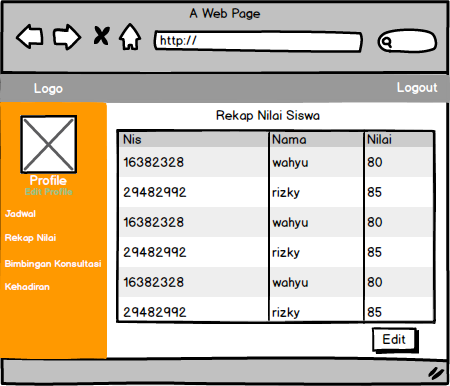 A Web Page
http://
Logo
Logout
Profile
Edit Profile
Jadwal
Rekap Nilai
Bimbingan Konsultasi
Kehadiran
Rekap Nilai Siswa
Nis Nama Nilai
16382328 wahyu 80
29482992 rizky 85
16382328 wahyu 80
29482992 rizky 85
16382328 wahyu 80
29482992 rizky 85
Edit